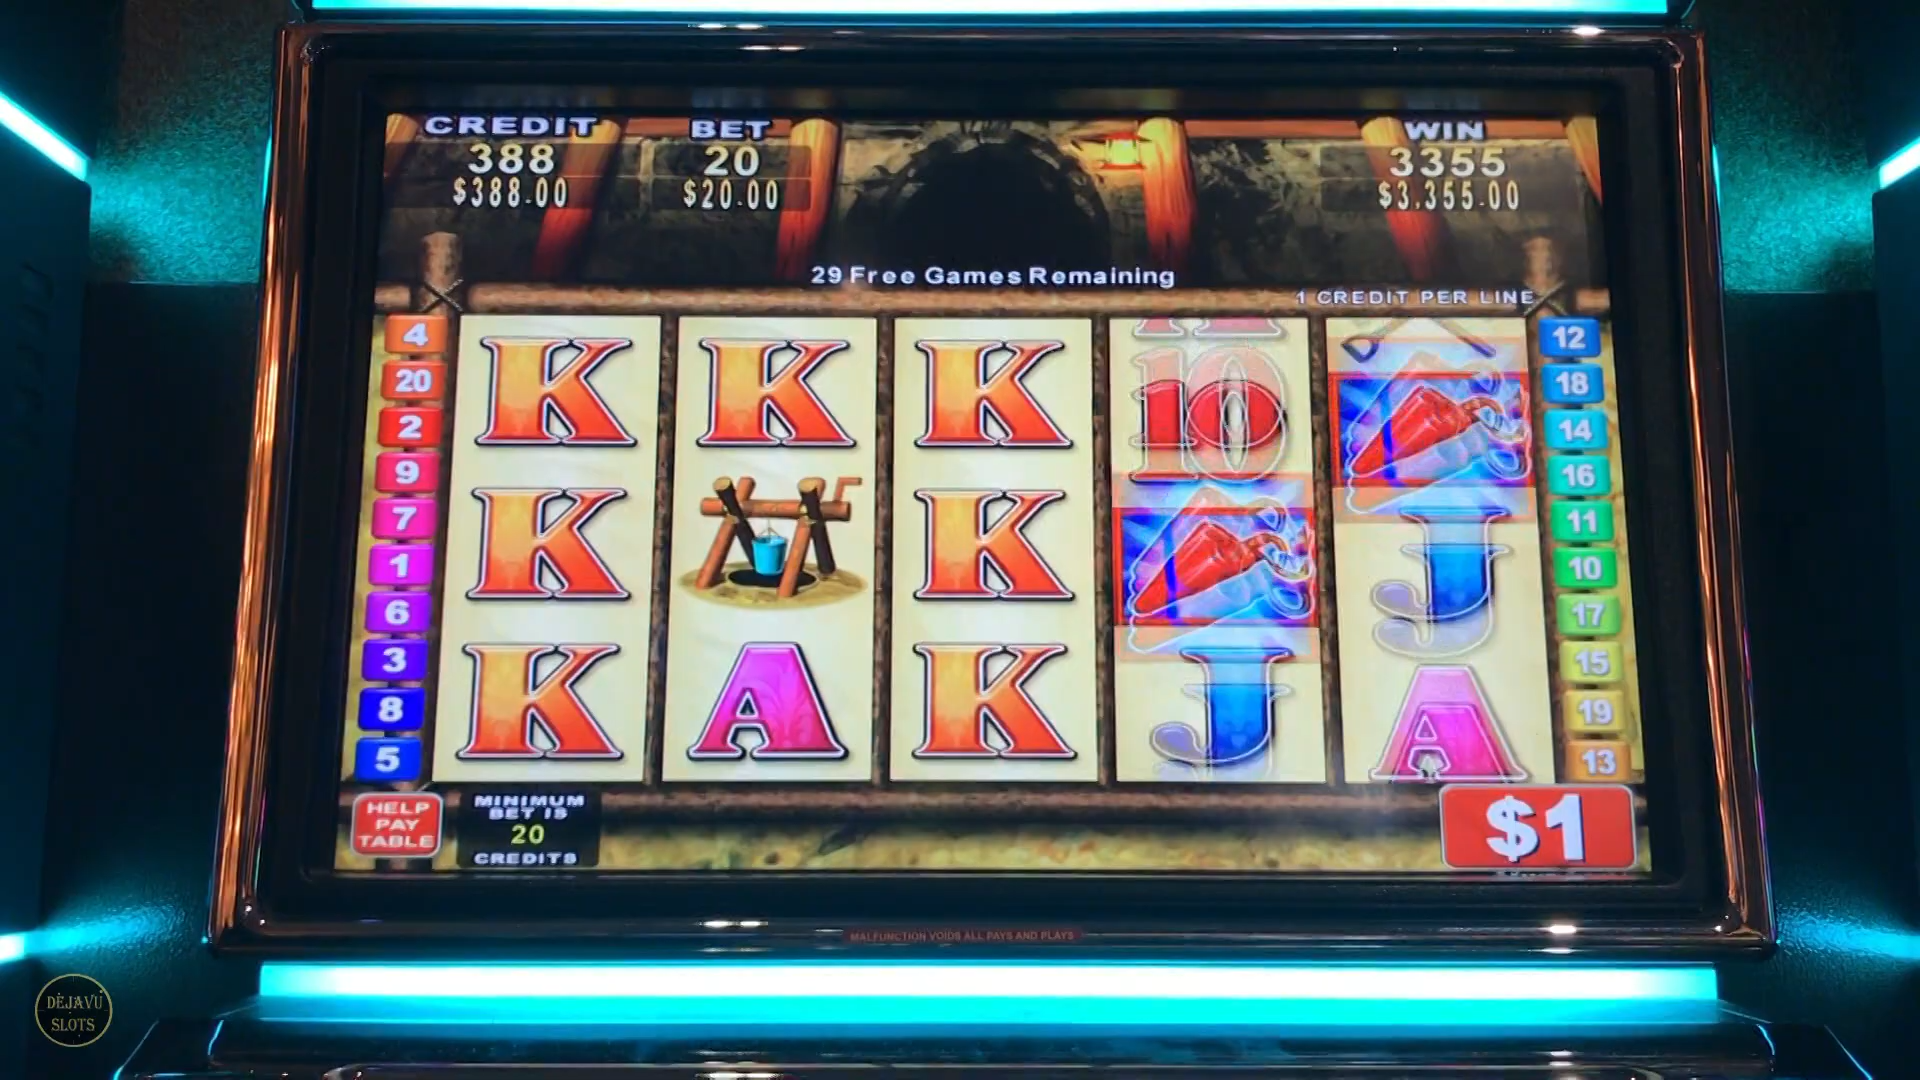 CREDIT BET WIN
388 20 3355
$388.00 $20.00 $3,355.00
29 Free Games Remaining
1 CREDIT PER LINE
4 12
20 18
2 14
9 16
7 11
1 10
6 17
3 15
8 19
5 13
K K K 10
K K J
K A K J A
HELP
PAY
TABLE
MINIMUM
BET IS
20
CREDITS
$1
MALFUNCTION VOIDS ALL PAYS AND PLAYS
DEJAVU
SLOTS